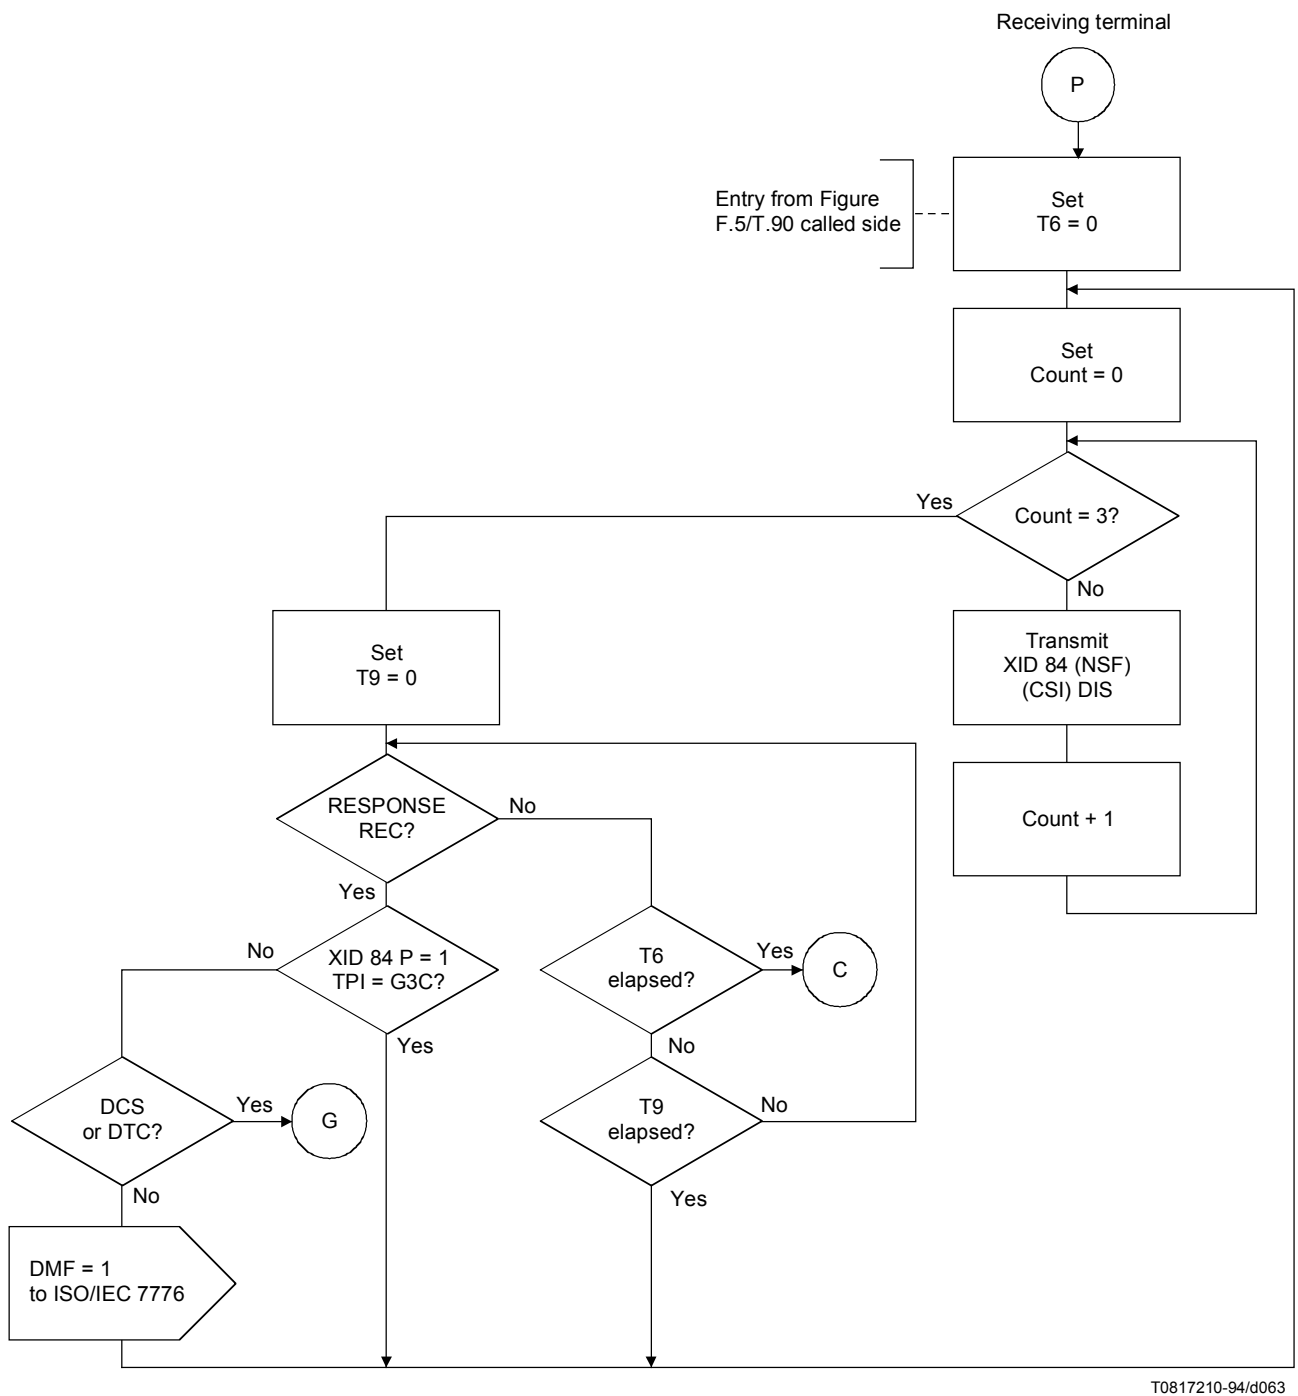 Receiving terminal
P
Entry from Figure
F.5/T.90 called side
Set
T6 = 0
Set
Count = 0
Yes
Count = 3?
No
Set
T9 = 0
Transmit
XID 84 (NSF)
(CSI) DIS
Count + 1
RESPONSE
REC?
No
Yes
No
XID 84 P = 1
TPI = G3C?
Yes
T6
elapsed?
Yes
C
No
DCS
or DTC?
Yes
G
No
T9
elapsed?
No
Yes
DMF = 1
to ISO/IEC 7776
T0817210-94/d063